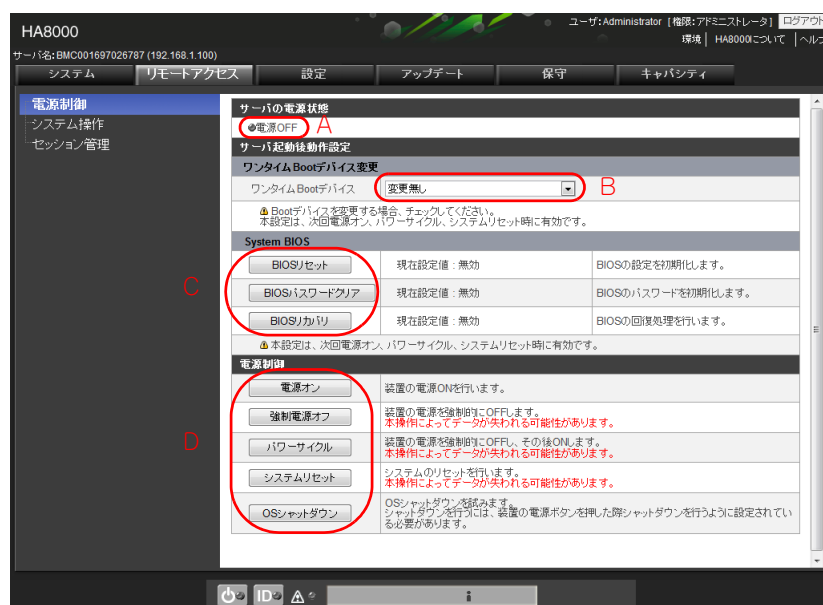 ユーザ:Administrator [権限:アドミニストレータ] ログアウト
HA8000
環境 | HA8000について | ヘルプ
サーバ名:BMC001697026787 (192.168.1.100)
システム リモートアクセス 設定 アップデート 保守 キャパシティ
電源制御
システム操作
セッション管理
サーバの電源状態
電源OFF A
サーバ起動後動作設定
ワンタイムBootデバイス変更
ワンタイムBootデバイス 変更無し B
Bootデバイスを変更する場合、チェックしてください。
本設定は、次回電源オン、パワーサイクル、システムリセット時に有効です。
System BIOS
C
BIOSリセット 現在設定値 : 無効 BIOSの設定を初期化します。
BIOSパスワードクリア 現在設定値 : 無効 BIOSのパスワードを初期化します。
BIOSリカバリ 現在設定値 : 無効 BIOSの回復処理を行います。
本設定は、次回電源オン、パワーサイクル、システムリセット時に有効です。
電源制御
D
電源オン 装置の電源ONを行います。
強制電源オフ 装置の電源を強制的にOFFします。
本操作によってデータが失われる可能性があります。
パワーサイクル 装置の電源を強制的にOFFし、その後ONします。
本操作によってデータが失われる可能性があります。
システムリセット システムのリセットを行います。
本操作によってデータが失われる可能性があります。
OSシャットダウン OSシャットダウンを試みます。
シャットダウンを行うには、装置の電源ボタンを押した際シャットダウンを行うように設定されてい
る必要があります。
ID